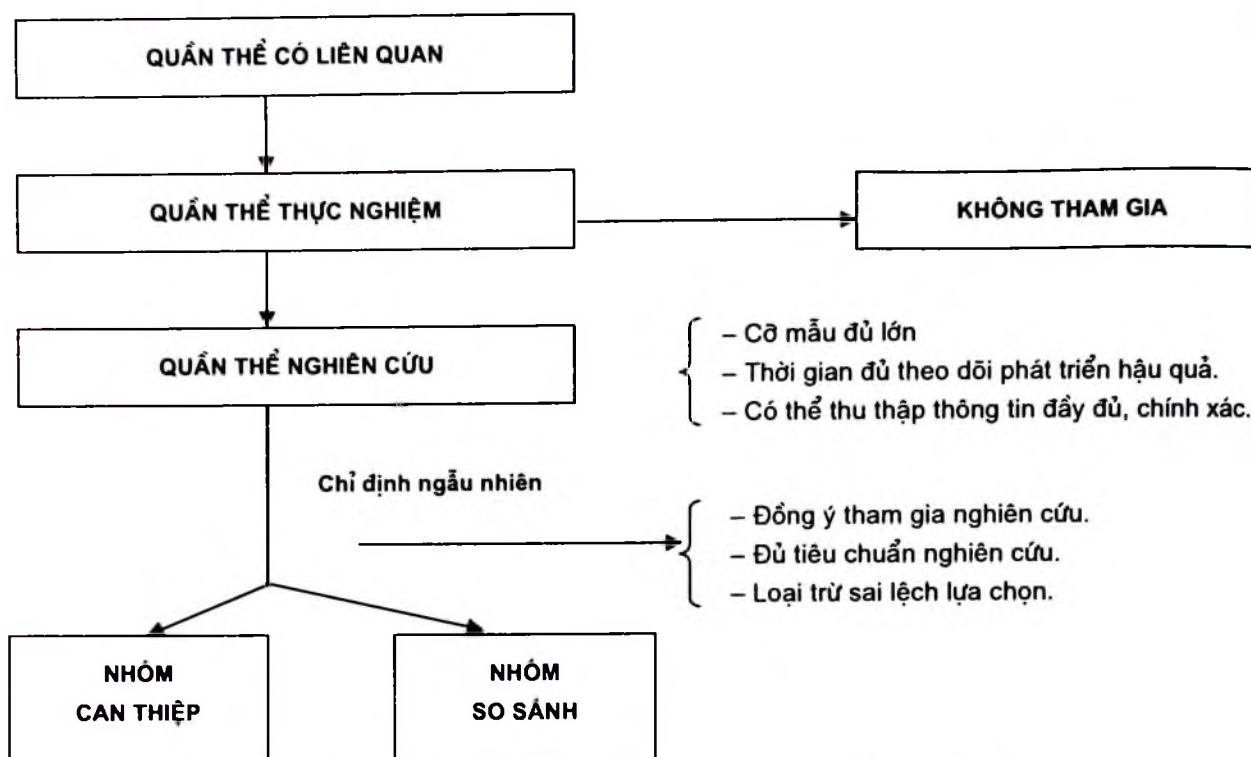 QUẦN THỂ CÓ LIÊN QUAN
QUẦN THỂ THỰC NGHIỆM
KHÔNG THAM GIA
QUẦN THỂ NGHIÊN CỨU
– Cỡ mẫu đủ lớn
– Thời gian đủ theo dõi phát triển hậu quả.
– Có thể thu thập thông tin đầy đủ, chính xác.
Chỉ định ngẫu nhiên
– Đồng ý tham gia nghiên cứu.
– Đủ tiêu chuẩn nghiên cứu.
– Loại trừ sai lệch lựa chọn.
NHÓM
CAN THIỆP
NHÓM
SO SÁNH